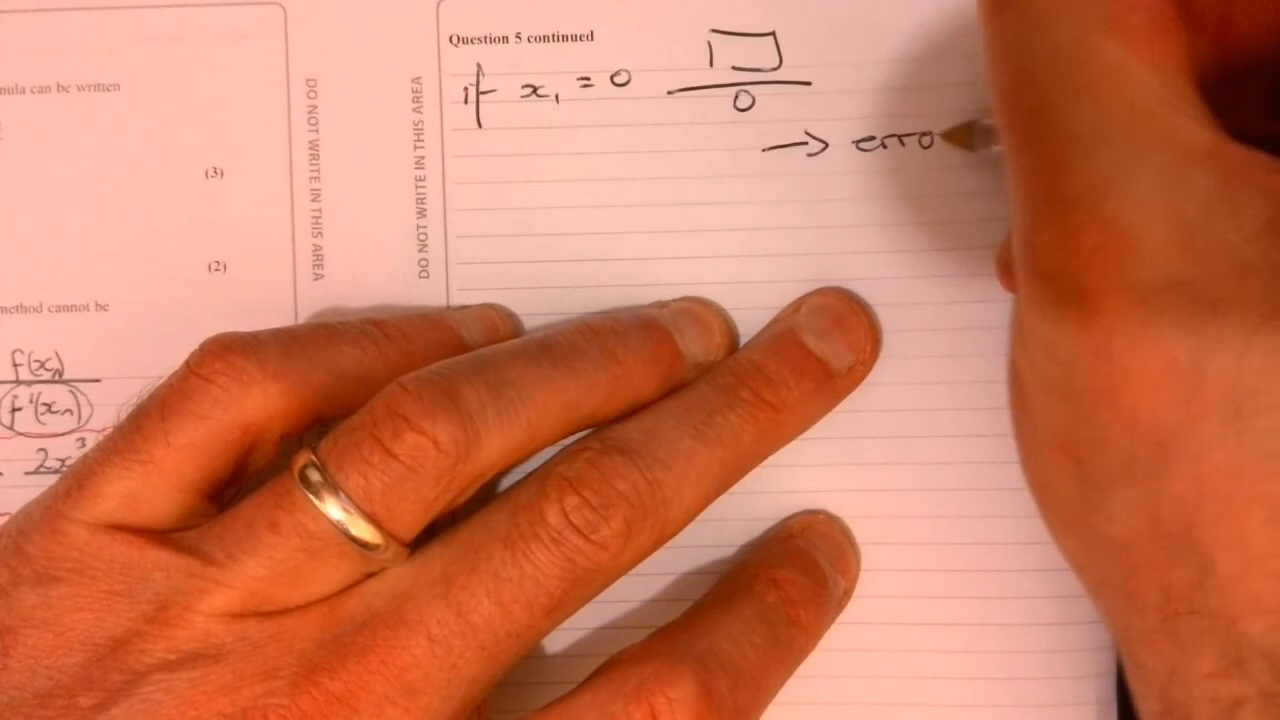 nula can be written
(3)
(2)
method cannot be
f(xₙ)
f'(xₙ)
2x³
DO NOT WRITE IN THIS AREA
DO NOT WRITE IN THIS AREA
Question 5 continued
if x₁ = 0
0
→ erro